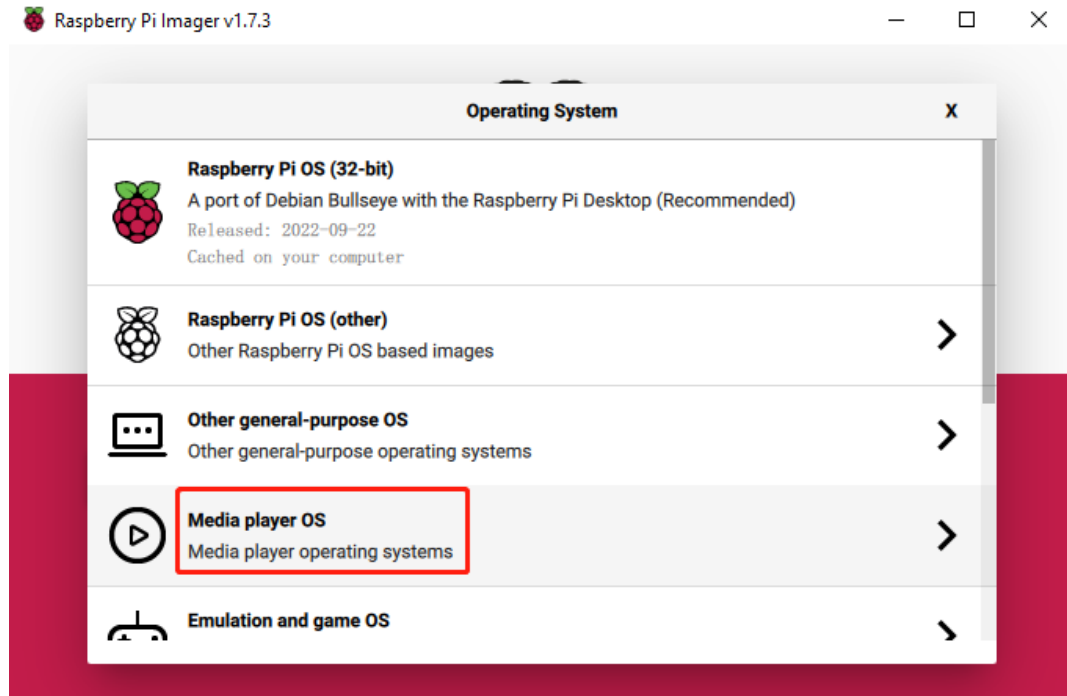 Raspberry Pi Imager v1.7.3
Operating System
X
Raspberry Pi OS (32-bit)
A port of Debian Bullseye with the Raspberry Pi Desktop (Recommended)
Released: 2022-09-22
Cached on your computer
Raspberry Pi OS (other)
Other Raspberry Pi OS based images
Other general-purpose OS
Other general-purpose operating systems
Media player OS
Media player operating systems
Emulation and game OS